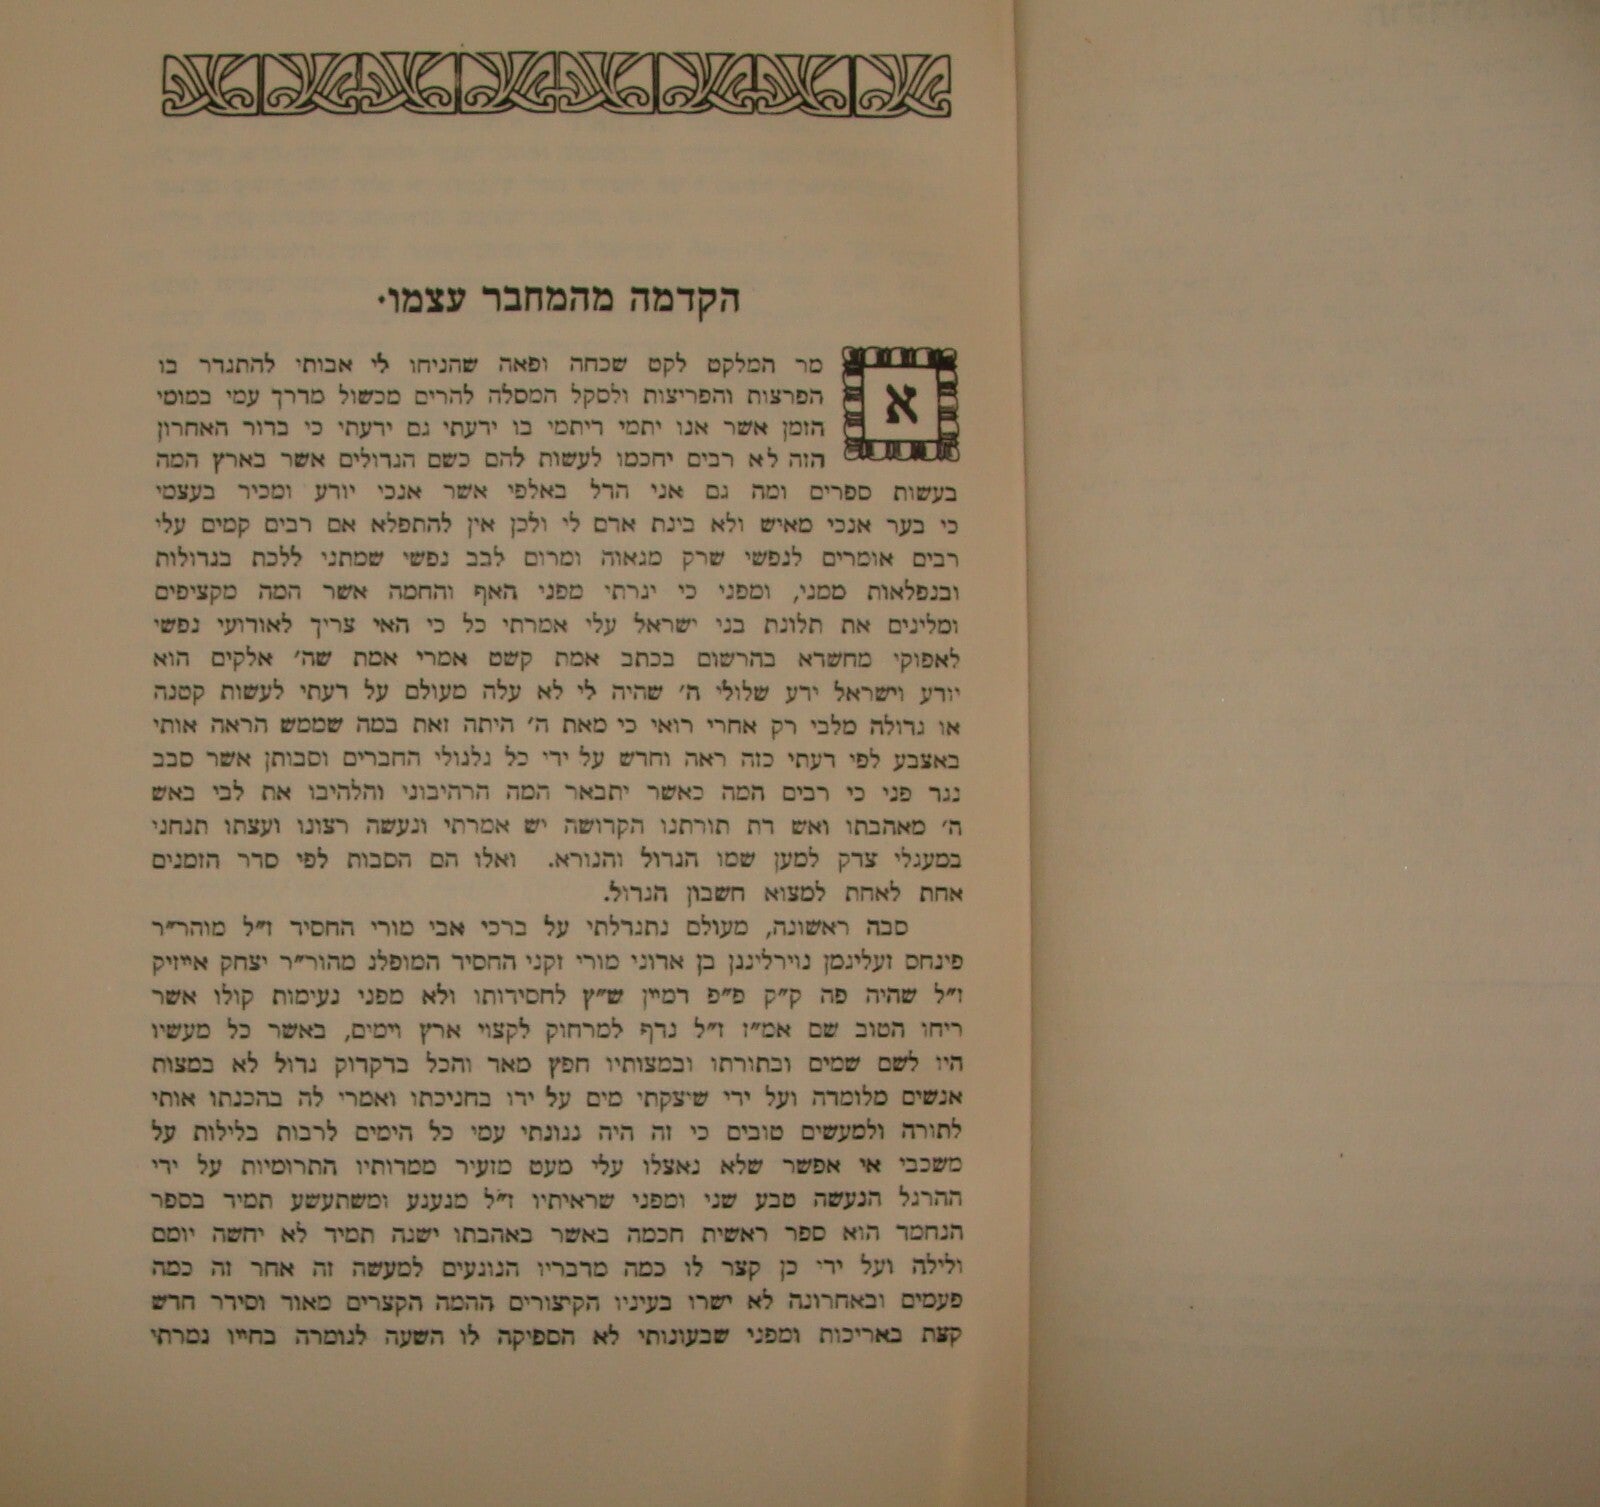 הקדמה מהמחבר עצמו·
אמר המלקט לקט שכחה ופאה שהניחו לי אבותי להתגדר בו
הפרצות והפריצות ולסקל המסלה להרים מכשול מדרך עמי במוטי
הזמן אשר אנו יתמי דיתמי בו ידעתי גם ידעתי כי בדור האחרון
הזה לא רבים יחכמו לעשות להם כשם הגדולים אשר בארץ המה
בעשות ספרים ומה גם אני הדל באלפי אשר אנכי יודע ומכיר בעצמי
כי בער אנכי מאיש ולא בינת אדם לי ולכן אין להתפלא אם רבים קמים עלי
רבים אומרים לנפשי שרק מגאוה ומרום לבב נפשי שמתני ללכת בגדולות
ובנפלאות ממני, ומפני כי יגרתי מפני האף והחמה אשר המה מקציפים
ומלינים את תלונת בני ישראל עלי אמרתי כל כי האי צריך לאודועי נפשי
לאפוקי מחשדא בהרשום בכתב אמת קשט אמרי אמת שה׳ אלקים הוא
יודע וישראל ידע שלולי ה׳ שהיה לי לא עלה מעולם על דעתי לעשות קטנה
או גדולה מלבי רק אחרי רואי כי מאת ה׳ היתה זאת במה שממש הראה אותי
באצבע לפי דעתי כזה ראה וחדש על ידי כל גלגולי החברים וסבותן אשר סבב
נגד פני כי רבים המה כאשר יתבאר המה הרהיבוני והלהיבו את לבי באש
ה׳ מאהבתו ואש דת תורתנו הקדושה יש אמרתי ונעשה רצונו ועצתו תנחני
במעגלי צדק למען שמו הגדול והנורא. ואלו הם הסבות לפי סדר הזמנים
אחת לאחת למצוא חשבון הגדול.
סבה ראשונה, מעולם נתגדלתי על ברכי אבי מורי החסיד ז״ל מוהר״ר
פינחס זעליגמן נוירלינגן בן אדוני מורי זקני החסיד המופלג מהור״ר יצחק אייזיק
ז״ל שהיה פה ק״ק פ״פ דמיין ש״ץ לחסידותו ולא מפני נעימות קולו אשר
ריחו הטוב שם אמ״ז ז״ל נדף למרחוק לקצוי ארץ וימים, באשר כל מעשיו
היו לשם שמים ובתורתו ובמצותיו חפץ מאד והכל בדקדוק גדול לא במצות
אנשים מלומדה ועל ידי שיצקתי מים על ידו בחניכתו ואמרי לה בהכנתו אותי
לתורה ולמעשים טובים כי זה היה נגונתי עמי כל הימים לרבות בלילות על
משכבי אי אפשר שלא נאצלו עלי מעט מזעיר ממדותיו התרומיות על ידי
ההרגל הנעשה טבע שני ומפני שראיתיו ז״ל מנענע ומשתעשע תמיד בספר
הנחמד הוא ספר ראשית חכמה באשר באהבתו ישגה תמיד לא יחשה יומם
ולילה ועל ידי כן קצר לו כמה מדבריו הנוגעים למעשה זה אחר זה כמה
פעמים ובאחרונה לא ישרו בעיניו הקיצורים ההמה הקצרים מאוד וסידר חדש
קצת באריכות ומפני שבעונותי לא הספיקה לו השעה לגומרה בחייו גמרתי